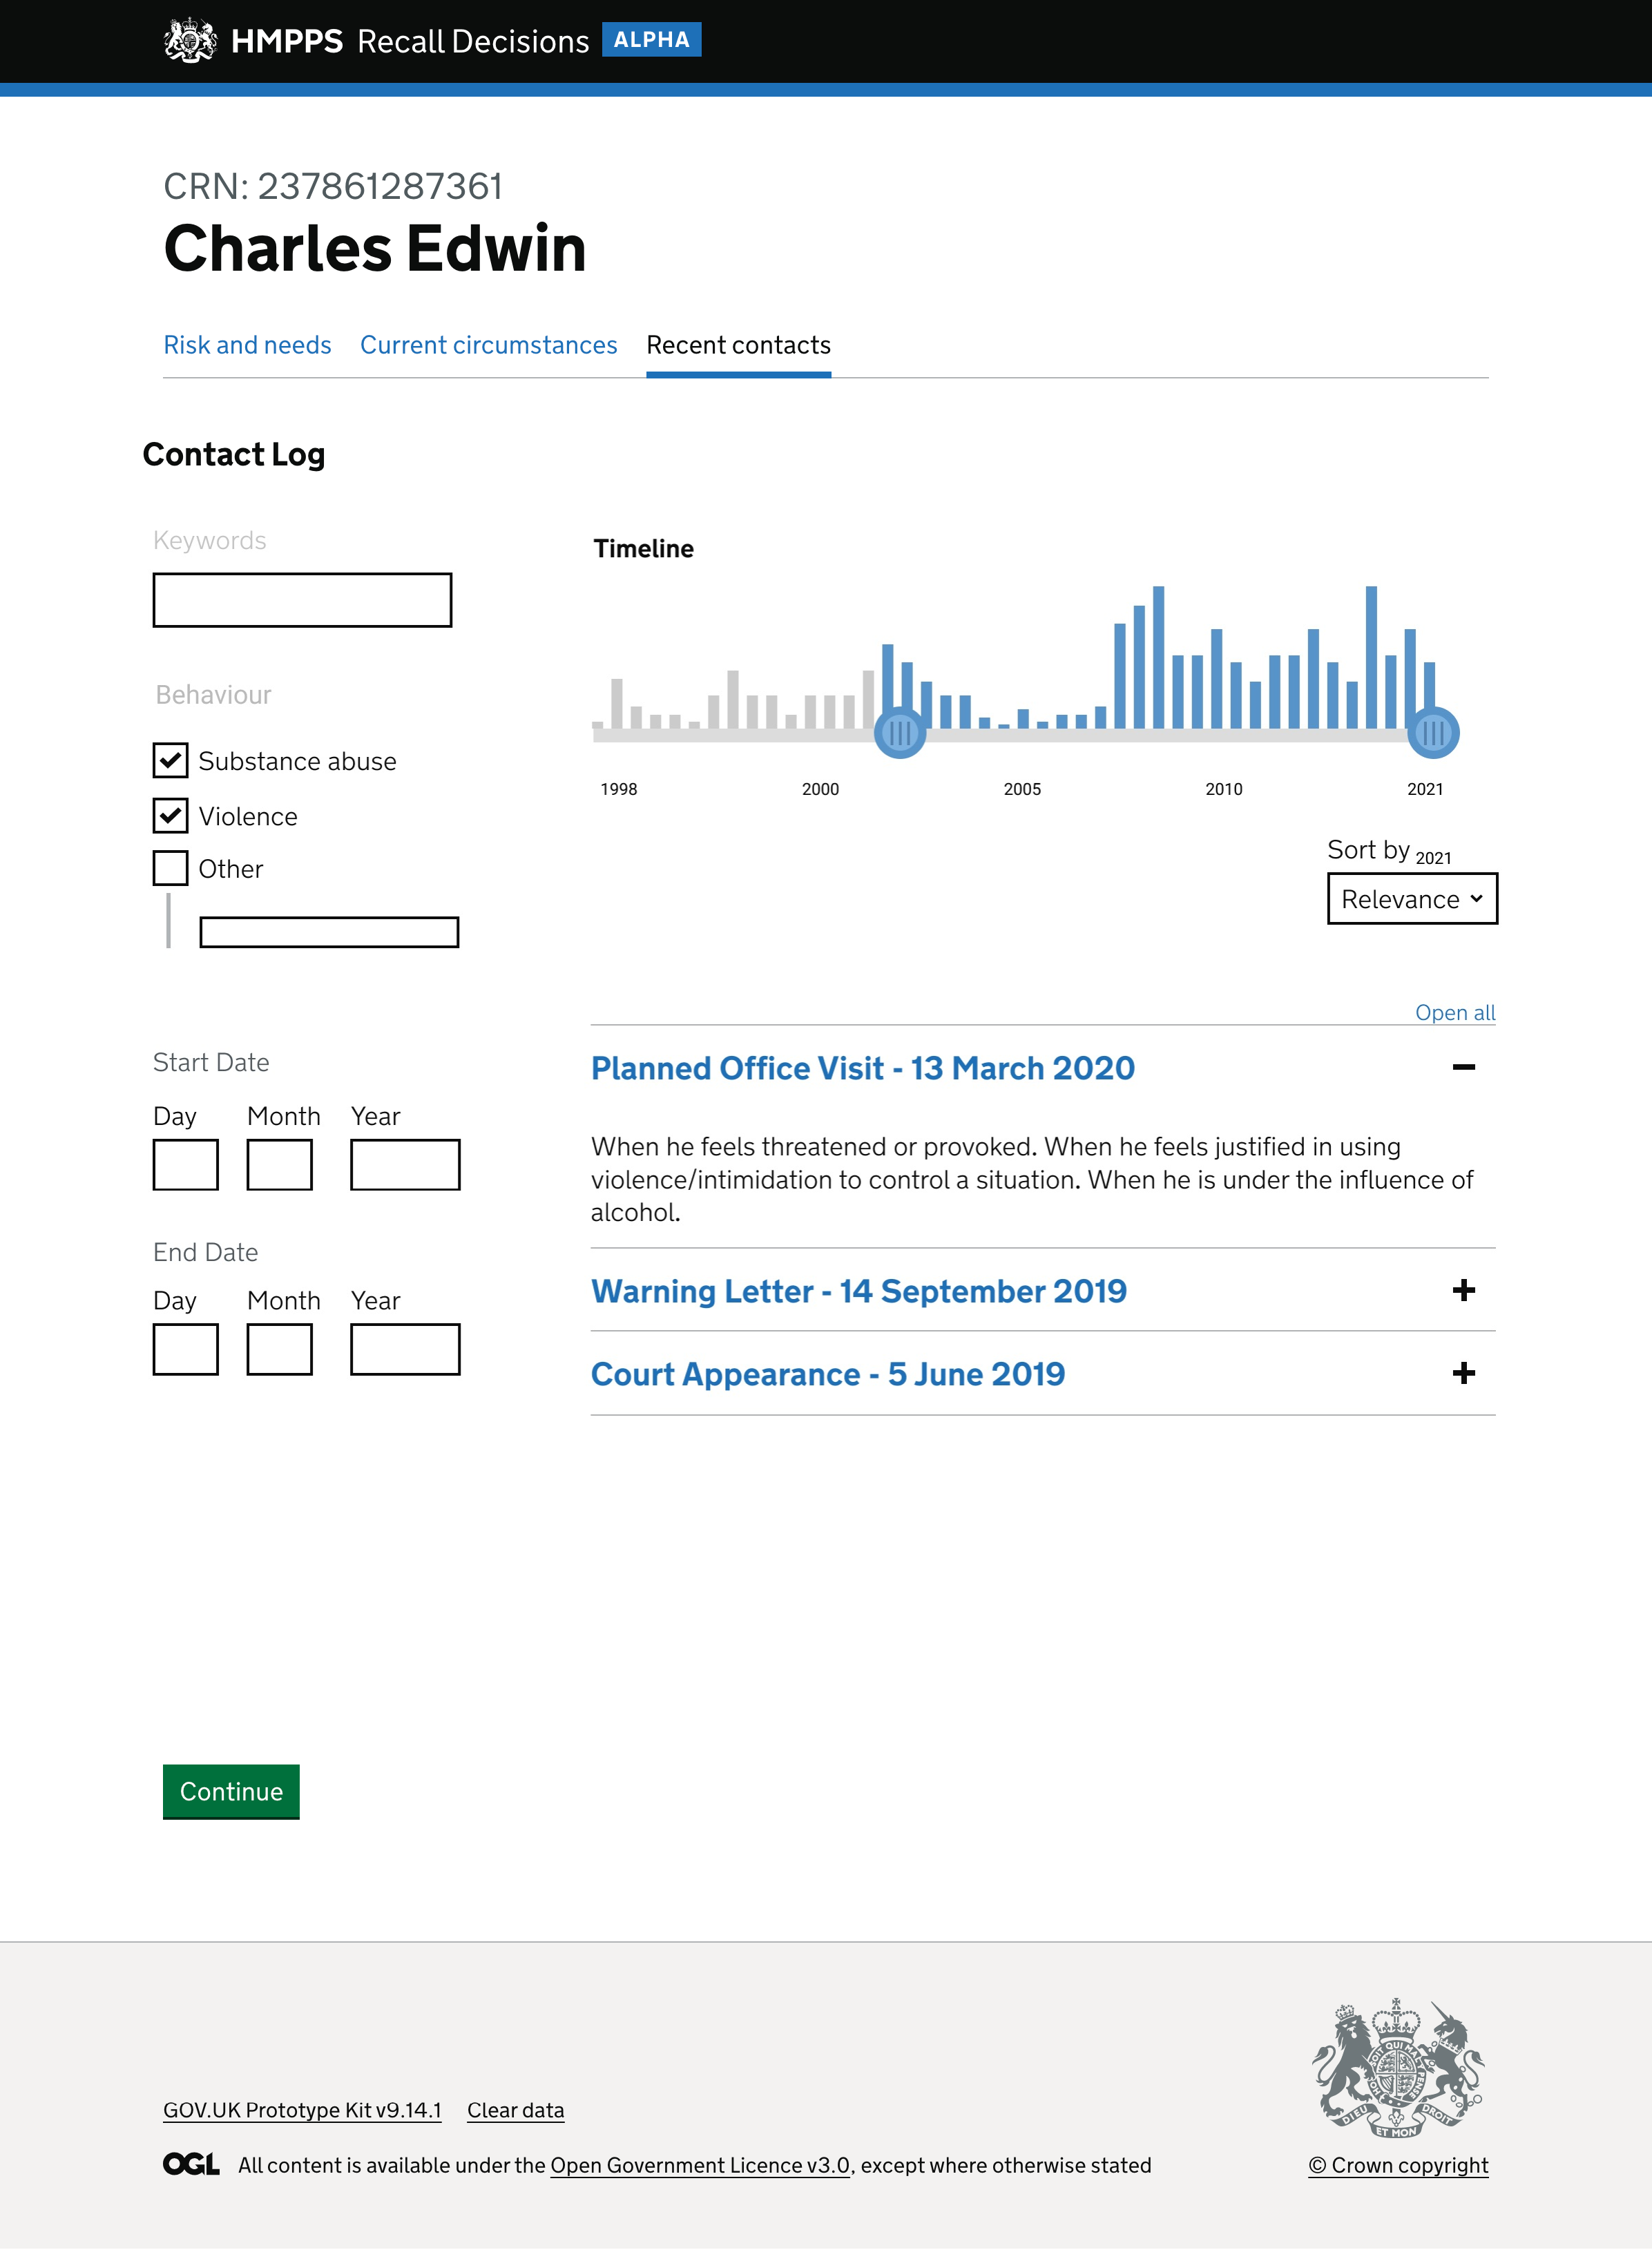 HMPPS Recall Decisions ALPHA
CRN: 237861287361
Charles Edwin
Risk and needs Current circumstances Recent contacts
Contact Log
Keywords
Behaviour
Substance abuse
Violence
Other
Start Date
Day Month Year
End Date
Day Month Year
Timeline
1998 2000 2005 2010 2021
Sort by 2021
Relevance
Open all
Planned Office Visit - 13 March 2020
When he feels threatened or provoked. When he feels justified in using
violence/intimidation to control a situation. When he is under the influence of
alcohol.
Warning Letter - 14 September 2019
Court Appearance - 5 June 2019
Continue
GOV.UK Prototype Kit v9.14.1 Clear data
OGL All content is available under the Open Government Licence v3.0, except where otherwise stated
DIEU ET MON DROIT
© Crown copyright